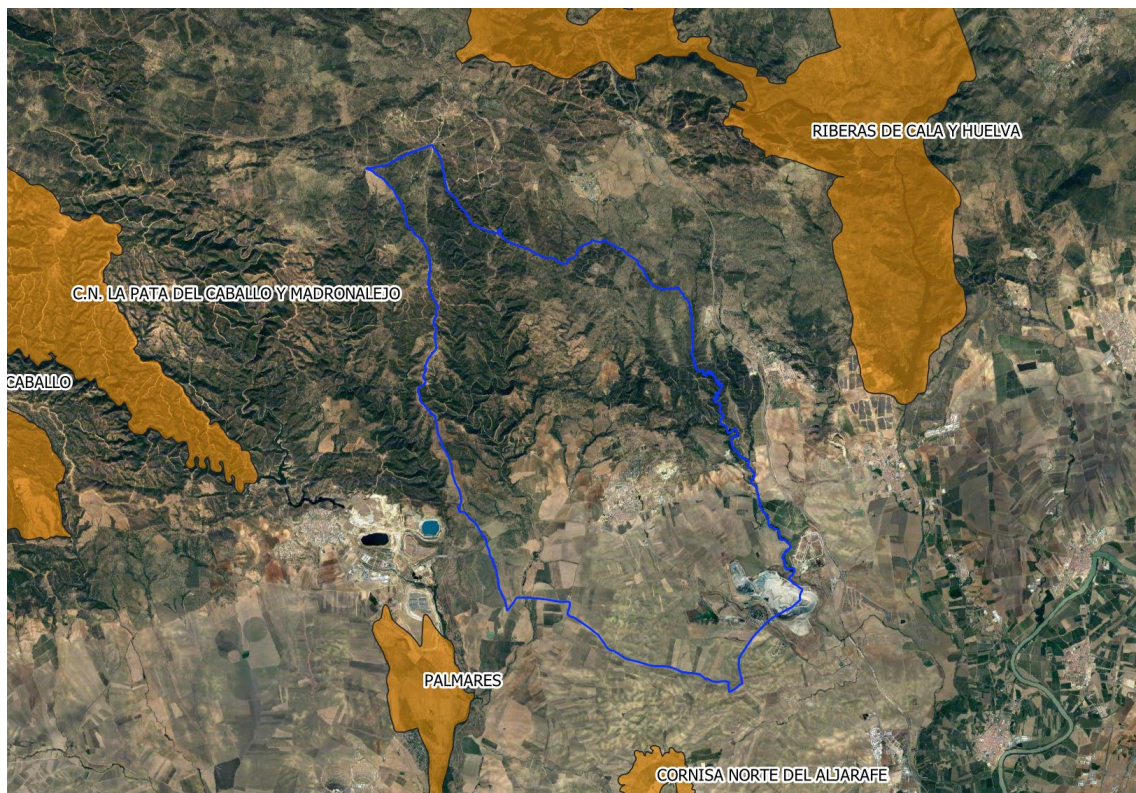 RIBERAS DE CALA Y HUELVA
C.N. LA PATA DEL CABALLO Y MADRONALEJO
CABALLO
PALMARES
CORNISA NORTE DEL ALJARAFE